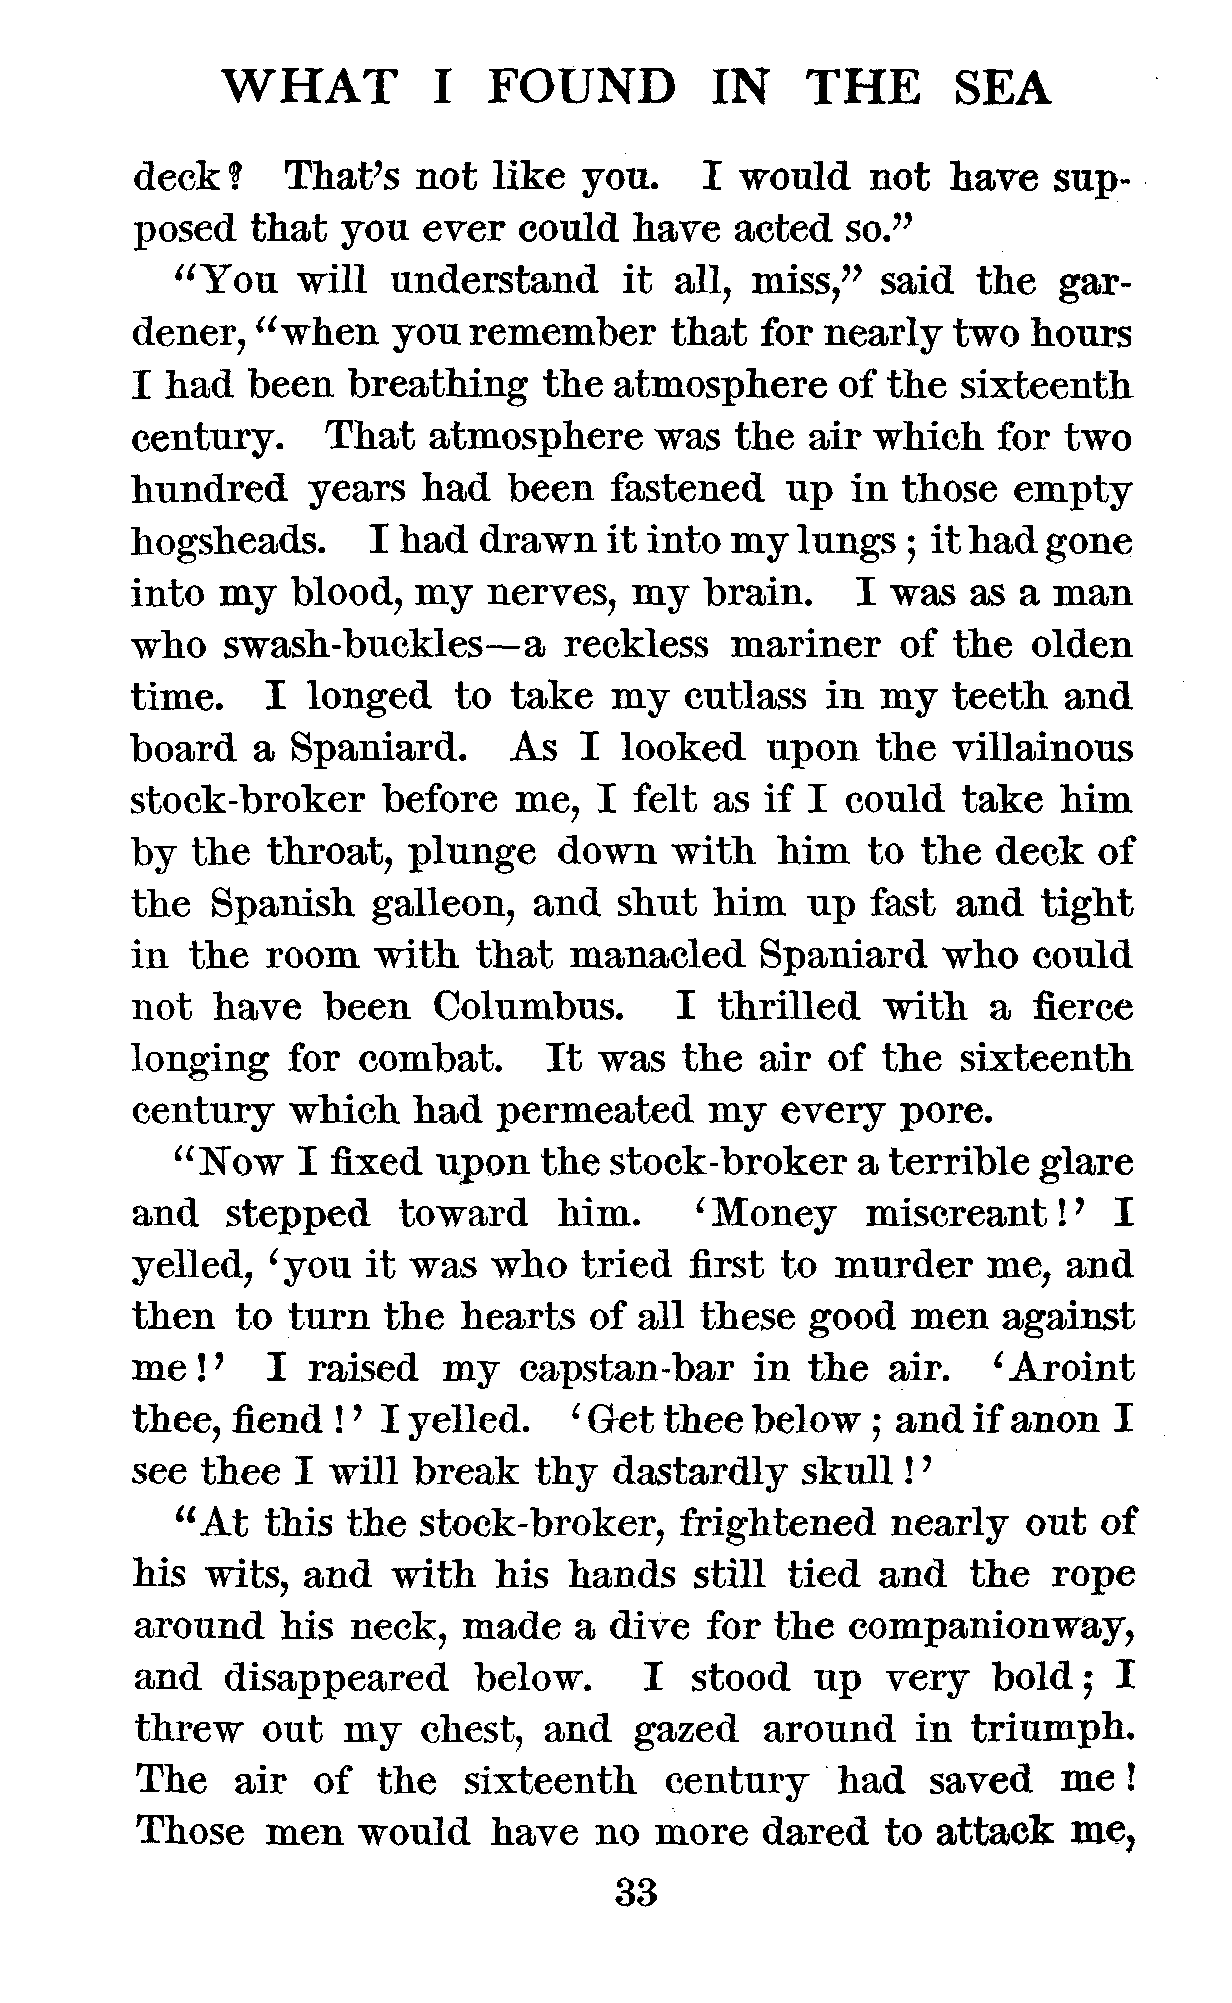 WHAT I FOUND IN THE SEA
deck? That's not like you. I would not have sup-
posed that you ever could have acted so."
"You will understand it all, miss," said the gar-
dener, "when you remember that for nearly two hours
I had been breathing the atmosphere of the sixteenth
century. That atmosphere was the air which for two
hundred years had been fastened up in those empty
hogsheads. I had drawn it into my lungs; it had gone
into my blood, my nerves, my brain. I was as a man
who swash-buckles—a reckless mariner of the olden
time. I longed to take my cutlass in my teeth and
board a Spaniard. As I looked upon the villainous
stock-broker before me, I felt as if I could take him
by the throat, plunge down with him to the deck of
the Spanish galleon, and shut him up fast and tight
in the room with that manacled Spaniard who could
not have been Columbus. I thrilled with a fierce
longing for combat. It was the air of the sixteenth
century which had permeated my every pore.
"Now I fixed upon the stock-broker a terrible glare
and stepped toward him. 'Money miscreant!' I
yelled, 'you it was who tried first to murder me, and
then to turn the hearts of all these good men against
me!' I raised my capstan-bar in the air. 'Aroint
thee, fiend!' I yelled. 'Get thee below; and if anon I
see thee I will break thy dastardly skull!'
"At this the stock-broker, frightened nearly out of
his wits, and with his hands still tied and the rope
around his neck, made a dive for the companionway,
and disappeared below. I stood up very bold; I
threw out my chest, and gazed around in triumph.
The air of the sixteenth century had saved me!
Those men would have no more dared to attack me,
33